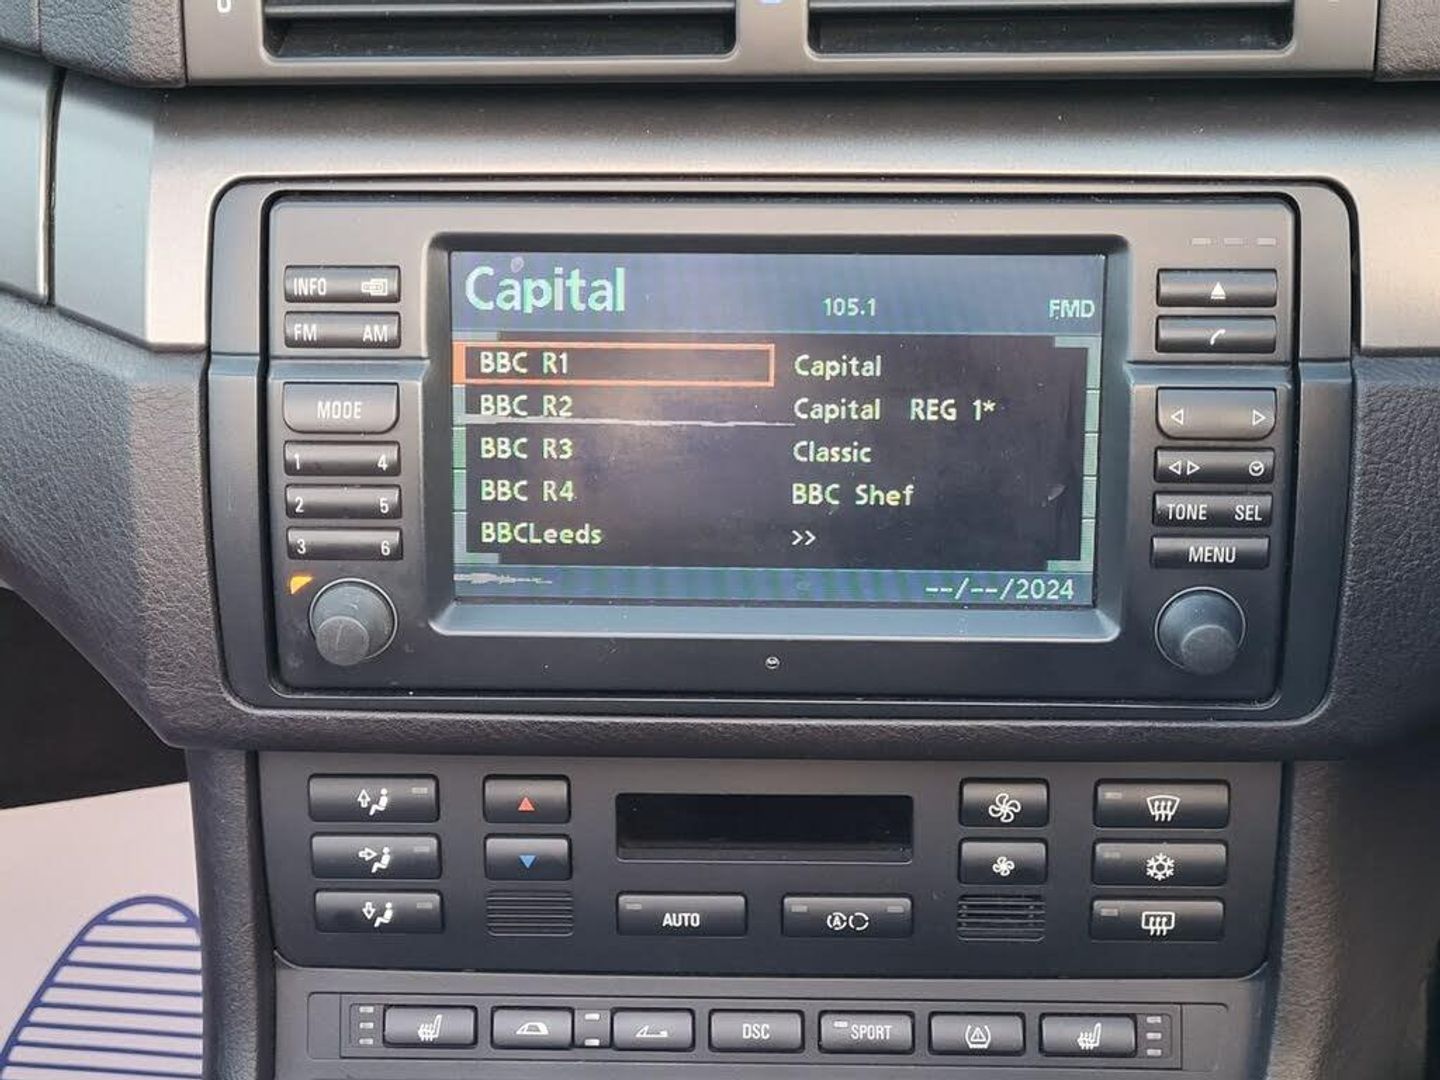 INFO
FM AM
MODE
1 4
2 5
3 6
Capital
105.1
FMD
BBC R1
BBC R2
BBC R3
BBC R4
BBCLeeds
Capital
Capital REG 1*
Classic
BBC Shef
>>
--/--/2024
TONE SEL
MENU
AUTO
A
DSC
SPORT